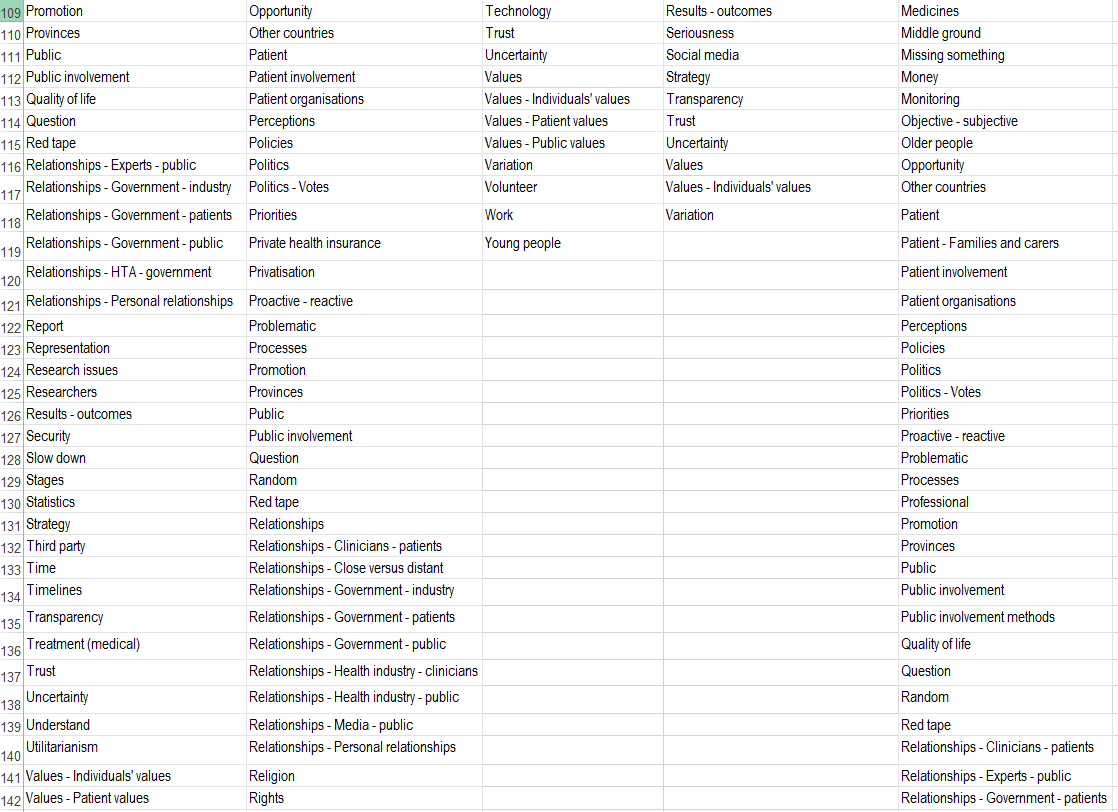 109 Promotion Opportunity Technology Results - outcomes Medicines
110 Provinces Other countries Trust Seriousness Middle ground
111 Public Patient Uncertainty Social media Missing something
112 Public involvement Patient involvement Values Strategy Money
113 Quality of life Patient organisations Values - Individuals' values Transparency Monitoring
114 Question Perceptions Values - Patient values Trust Objective - subjective
115 Red tape Policies Values - Public values Uncertainty Older people
116 Relationships - Experts - public Politics Variation Values Opportunity
117 Relationships - Government - industry Politics - Votes Volunteer Values - Individuals' values Other countries
118 Relationships - Government - patients Priorities Work Variation Patient
119 Relationships - Government - public Private health insurance Young people Patient - Families and carers
120 Relationships - HTA - government Privatisation Patient involvement
121 Relationships - Personal relationships Proactive - reactive Patient organisations
122 Report Problematic Perceptions
123 Representation Processes Policies
124 Research issues Promotion Politics
125 Researchers Provinces Politics - Votes
126 Results - outcomes Public Priorities
127 Security Public involvement Proactive - reactive
128 Slow down Question Problematic
129 Stages Random Processes
130 Statistics Red tape Professional
131 Strategy Relationships Promotion
132 Third party Relationships - Clinicians - patients Provinces
133 Time Relationships - Close versus distant Public
134 Timelines Relationships - Government - industry Public involvement
135 Transparency Relationships - Government - patients Public involvement methods
136 Treatment (medical) Relationships - Government - public Quality of life
137 Trust Relationships - Health industry - clinicians Question
138 Uncertainty Relationships - Health industry - public Random
139 Understand Relationships - Media - public Red tape
140 Utilitarianism Relationships - Personal relationships Relationships - Clinicians - patients
141 Values - Individuals' values Religion Relationships - Experts - public
142 Values - Patient values Rights Relationships - Government - patients